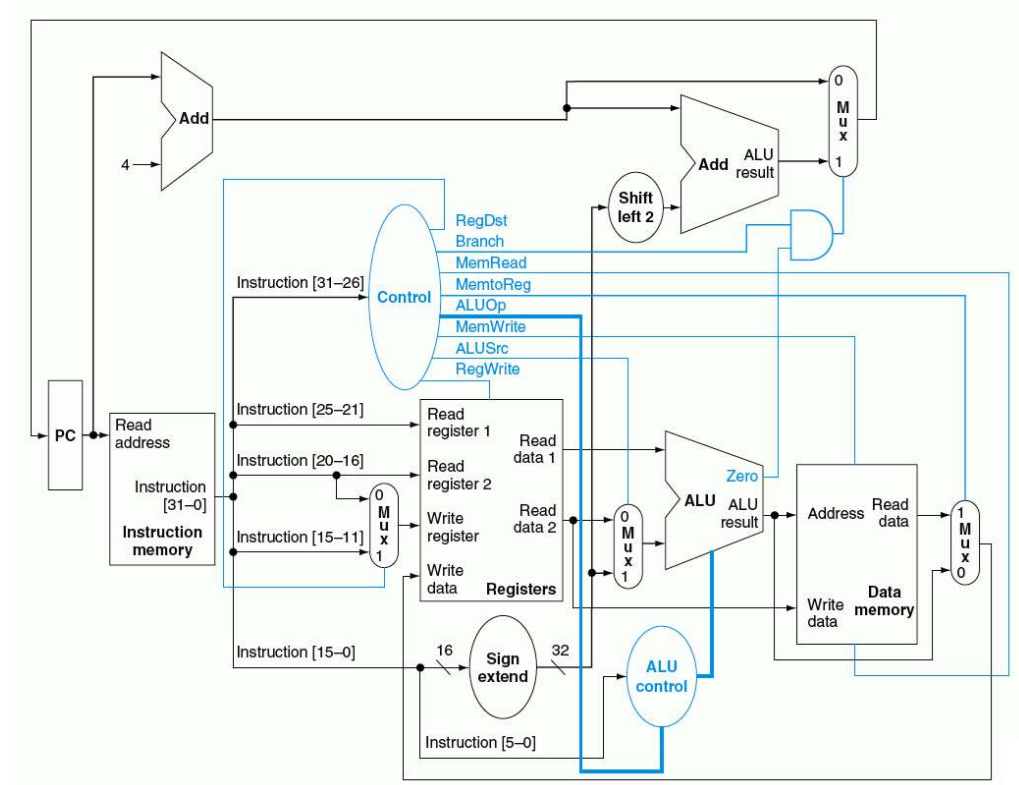 Add
4
0
M
u
x
1
Add
ALU
result
Shift
left 2
RegDst
Branch
MemRead
MemtoReg
ALUOp
MemWrite
ALUSrc
RegWrite
Control
Instruction [31–26]
Instruction [25–21]
Instruction [20–16]
Instruction [15–11]
Instruction [15–0]
Instruction [5–0]
PC
Read
address
Instruction
[31–0]
Instruction
memory
0
M
u
x
1
Read
register 1
Read
register 2
Write
register
Write
data
Read
data 1
Read
data 2
Registers
0
M
u
x
1
Zero
ALU
ALU
result
Address
Read
data
Write
data
Data
memory
1
M
u
x
0
16
Sign
extend
32
ALU
control